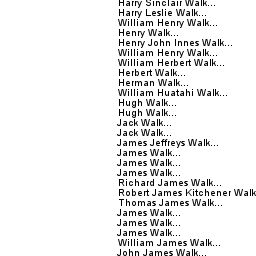 Harry Sinclair Walk...
Harry Leslie Walk...
William Henry Walk...
Henry Walk...
Henry John Innes Walk...
William Henry Walk...
William Herbert Walk...
Herbert Walk...
Herman Walk...
William Huatahi Walk...
Hugh Walk...
Hugh Walk...
Jack Walk...
Jack Walk...
James Jeffreys Walk...
James Walk...
James Walk...
James Walk...
Richard James Walk...
Robert James Kitchener Walk
Thomas James Walk...
James Walk...
James Walk...
James Walk...
William James Walk...
John James Walk...